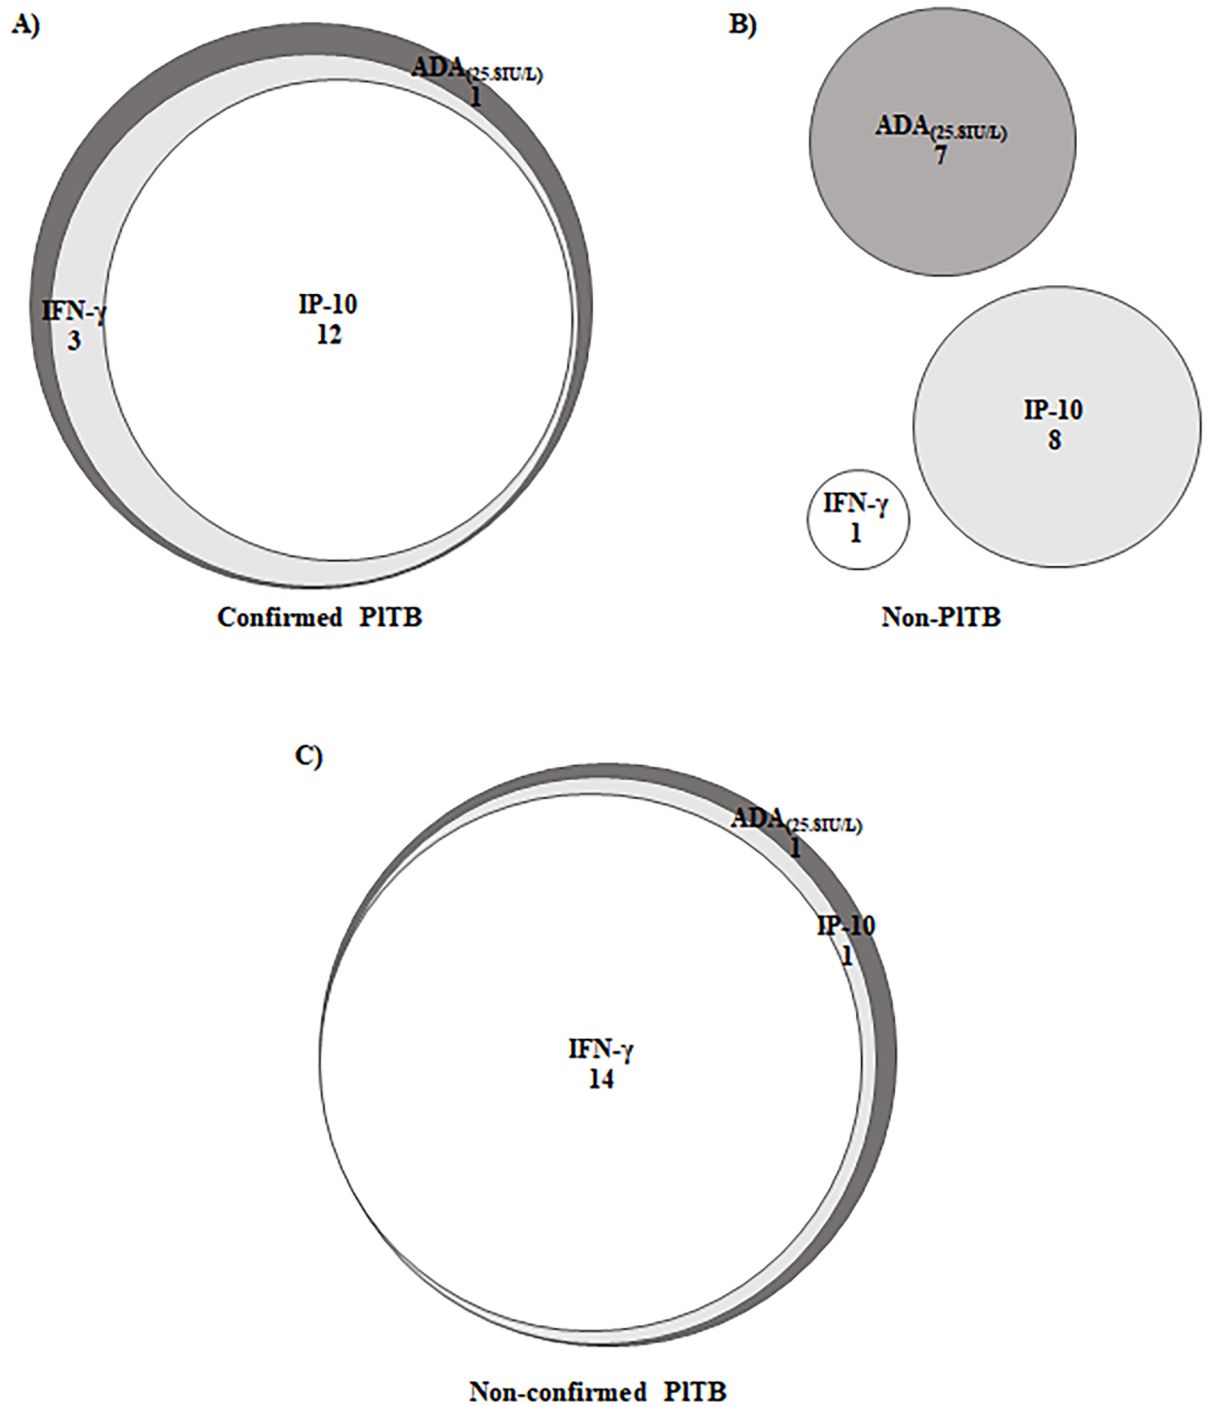 A)
ADA(25.8IU/L)
1
IFN-γ
3
IP-10
12
Confirmed PlTB
B)
ADA(25.8IU/L)
7
IP-10
8
IFN-γ
1
Non-PlTB
C)
ADA(25.8IU/L)
1
IP-10
1
IFN-γ
14
Non-confirmed PlTB